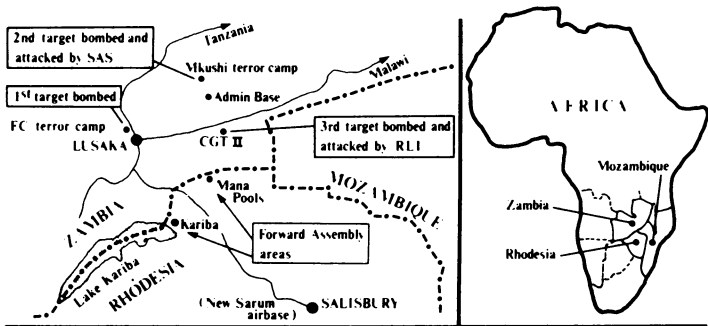 2nd target bombed and
attacked by SAS
Tanzania
Mkushi terror camp
Malawi
Admin Base
1st target bombed
FC terror camp
LUSAKA
CGT II
3rd target bombed and
attacked by RLI
Mana
Pools
MOZAMBIQUE
ZAMBIA
Kariba
Forward Assembly
areas
Lake Kariba
RHODESIA
(New Sarum
airbase)
SALISBURY
AFRICA
Mozambique
Zambia
Rhodesia